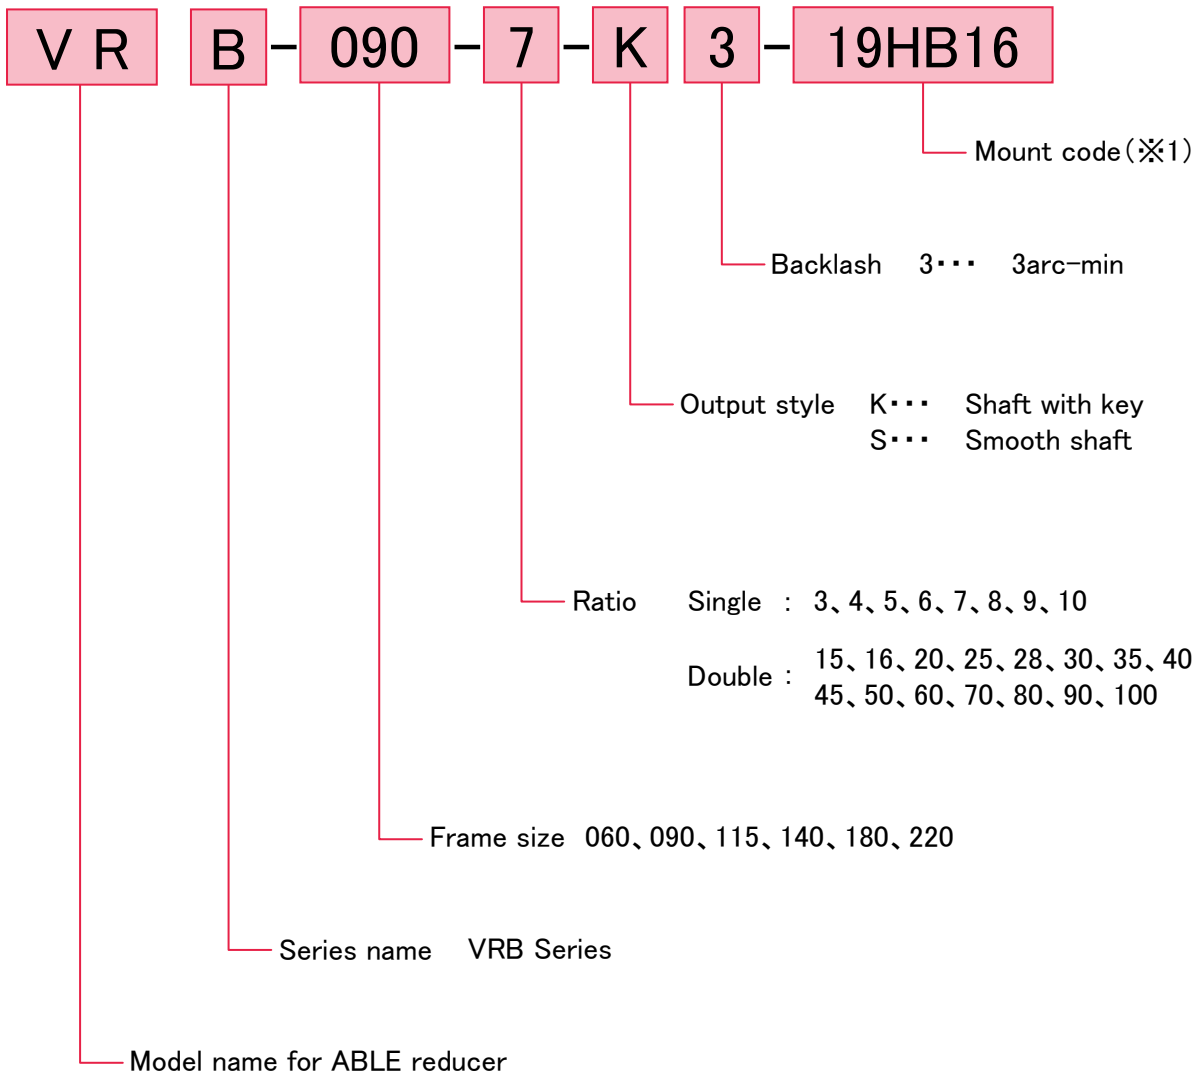 VR B - 090 - 7 - K 3 - 19HB16
Mount code(※1)
Backlash 3・・・ 3arc-min
Output style K・・・ Shaft with key
S・・・ Smooth shaft
Ratio Single : 3、4、5、6、7、8、9、10
Double : 15、16、20、25、28、30、35、40
45、50、60、70、80、90、100
Frame size 060、090、115、140、180、220
Series name VRB Series
Model name for ABLE reducer